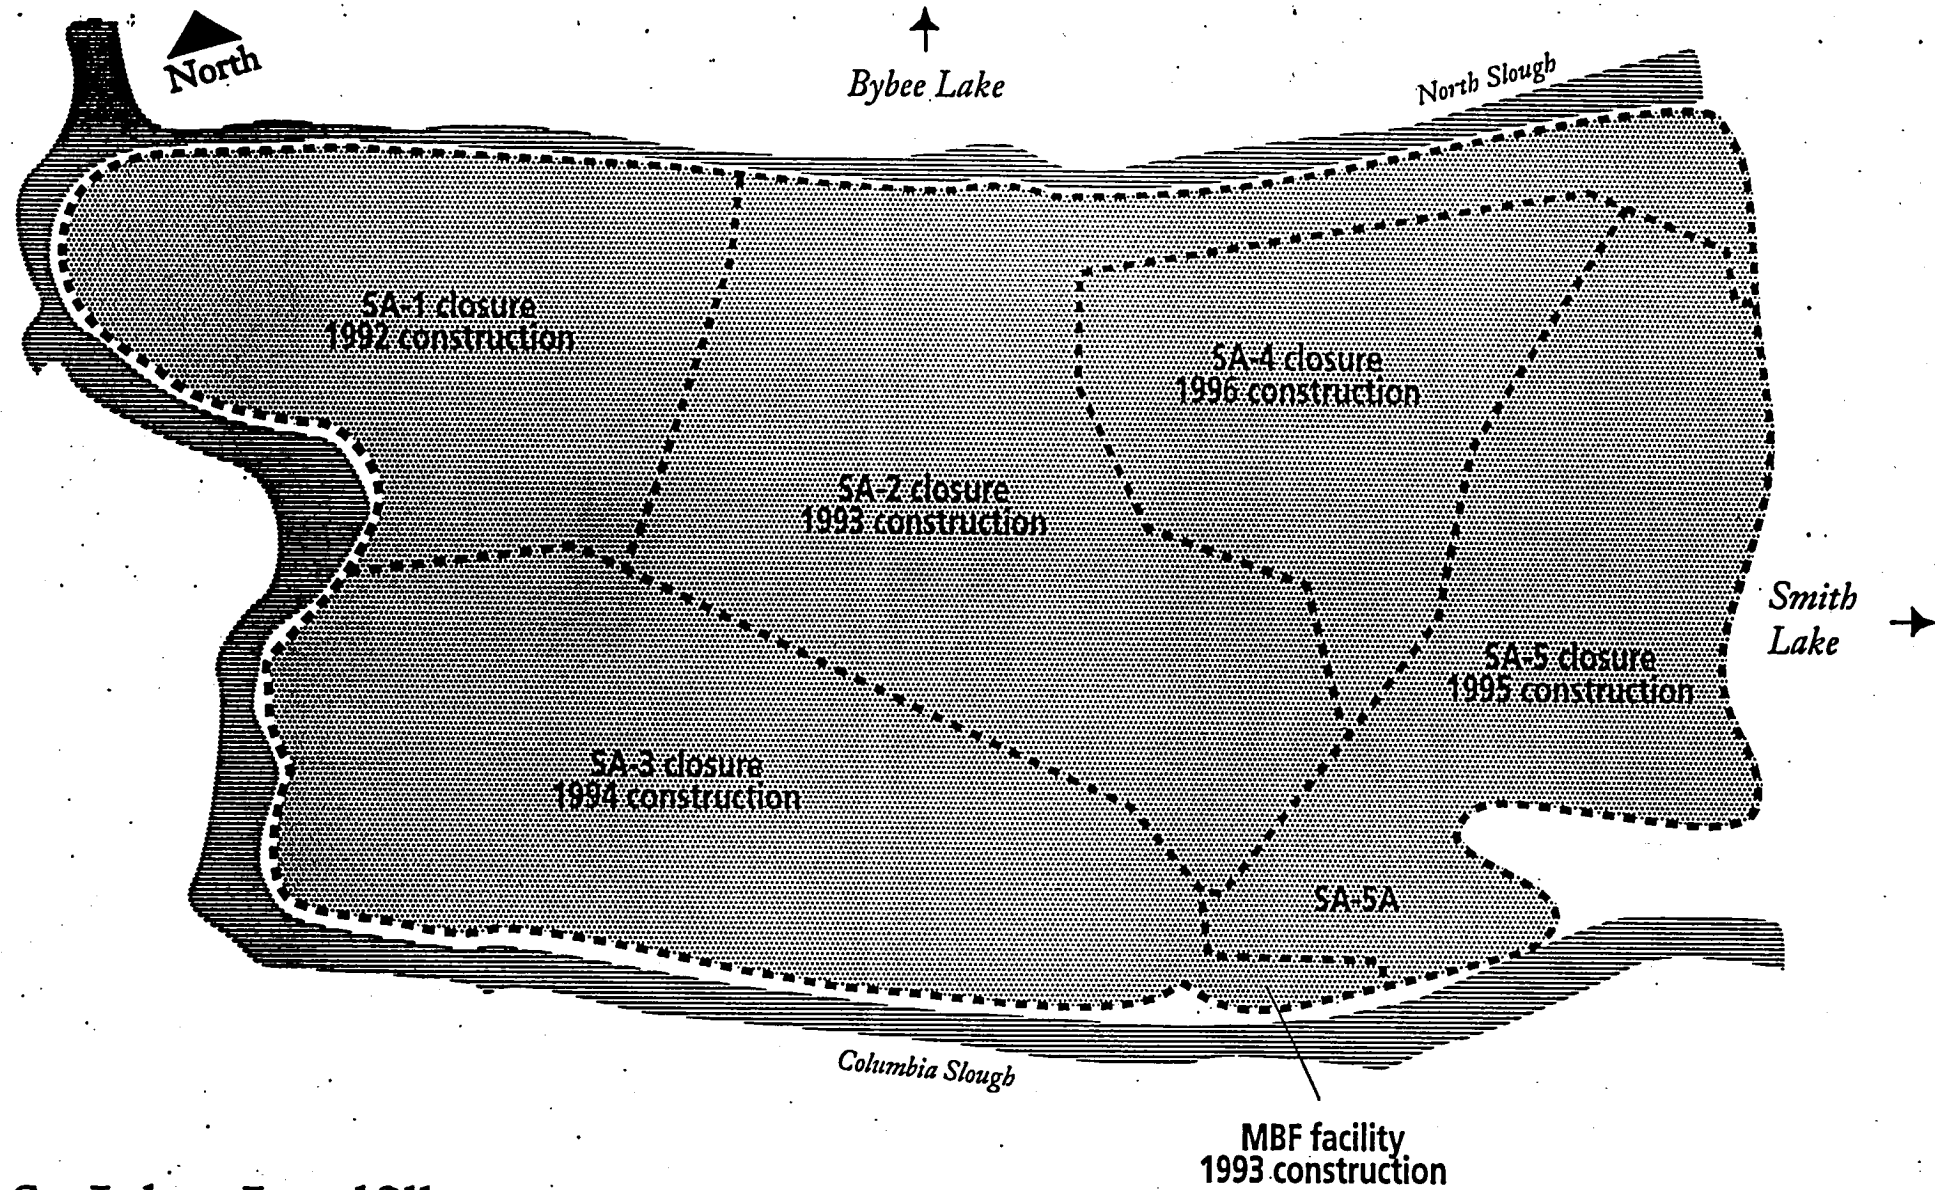 North
Bybee Lake
North Slough
SA-1 closure
1992 construction
SA-4 closure
1996 construction
SA-2 closure
1993 construction
Smith
Lake
SA-5 closure
1995 construction
SA-3 closure
1994 construction
SA-5A
Columbia Slough
MBF facility
1993 construction